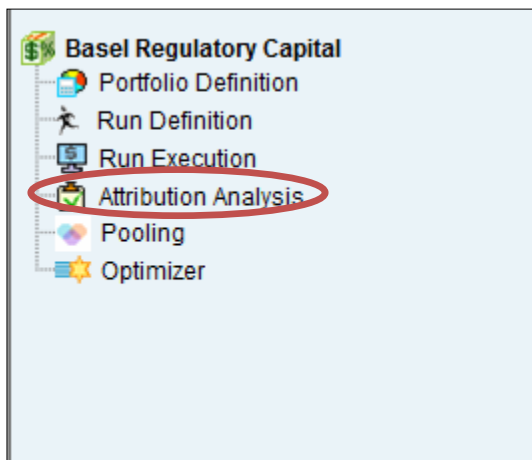 Basel Regulatory Capital
Portfolio Definition
Run Definition
Run Execution
Attribution Analysis
Pooling
Optimizer